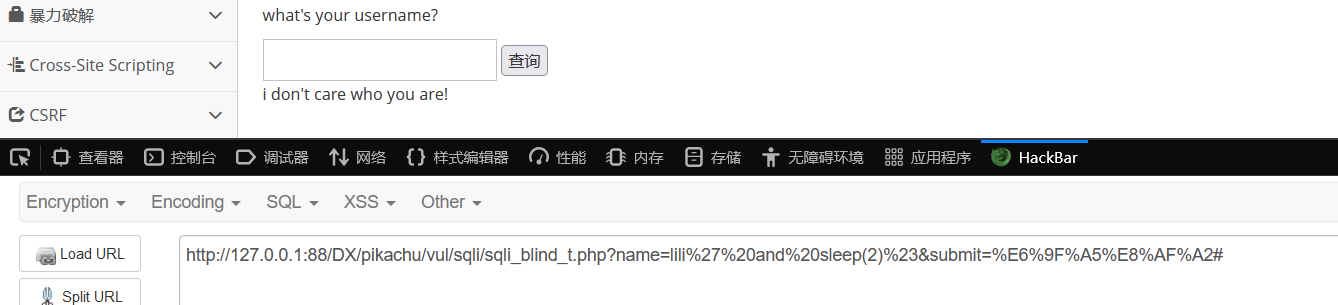 暴力破解
Cross-Site Scripting
CSRF
what's your username?
查询
i don't care who you are!
查看器 控制台 调试器 网络 样式编辑器 性能 内存 存储 无障碍环境 应用程序 HackBar
Encryption Encoding SQL XSS Other
Load URL
http://127.0.0.1:88/DX/pikachu/vul/sqli/sqli_blind_t.php?name=lili%27%20and%20sleep(2)%23&submit=%E6%9F%A5%E8%AF%A2#
Split URL